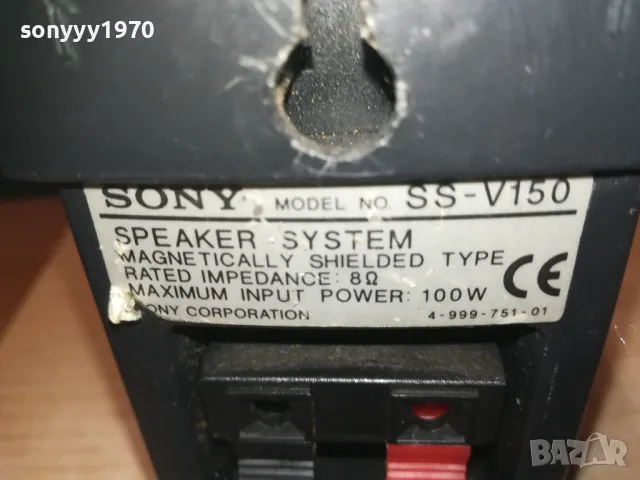 sonyyy1970
SONY MODEL NO. SS-V150
SPEAKER SYSTEM
MAGNETICALLY SHIELDED TYPE
RATED IMPEDANCE: 8Ω
MAXIMUM INPUT POWER: 100W
CE
SONY CORPORATION 4-999-751-01
BAZAR